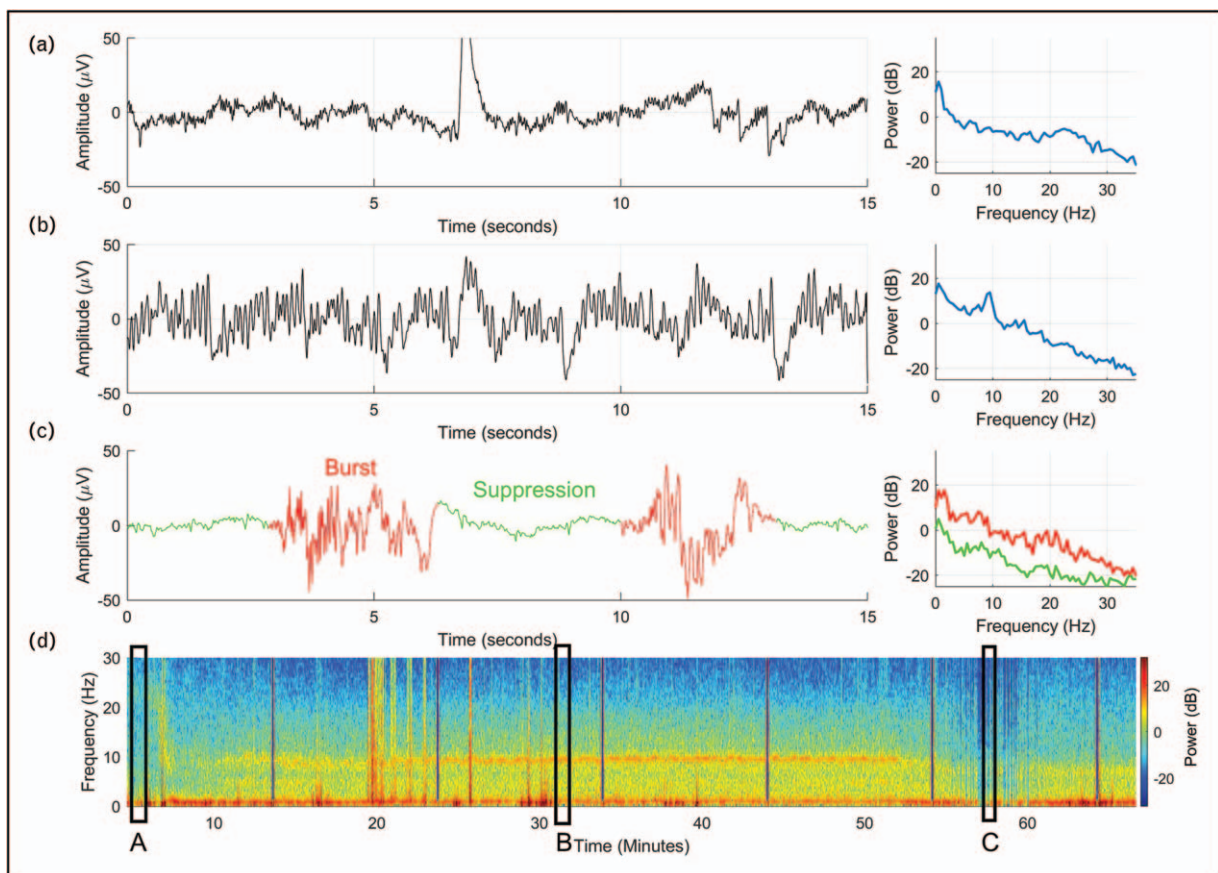 (a)
50
0
-50
Amplitude (μV)
0 5 10 15
Time (seconds)
20
0
-20
Power (dB)
0 10 20 30
Frequency (Hz)
(b)
50
0
-50
Amplitude (μV)
0 5 10 15
Time (seconds)
20
0
-20
Power (dB)
0 10 20 30
Frequency (Hz)
(c)
50
0
-50
Amplitude (μV)
Burst
Suppression
0 5 10 15
Time (seconds)
20
0
-20
Power (dB)
0 10 20 30
Frequency (Hz)
(d)
30
20
10
0
Frequency (Hz)
10 20 30 40 50 60
A B C
Time (Minutes)
20
0
-20
Power (dB)